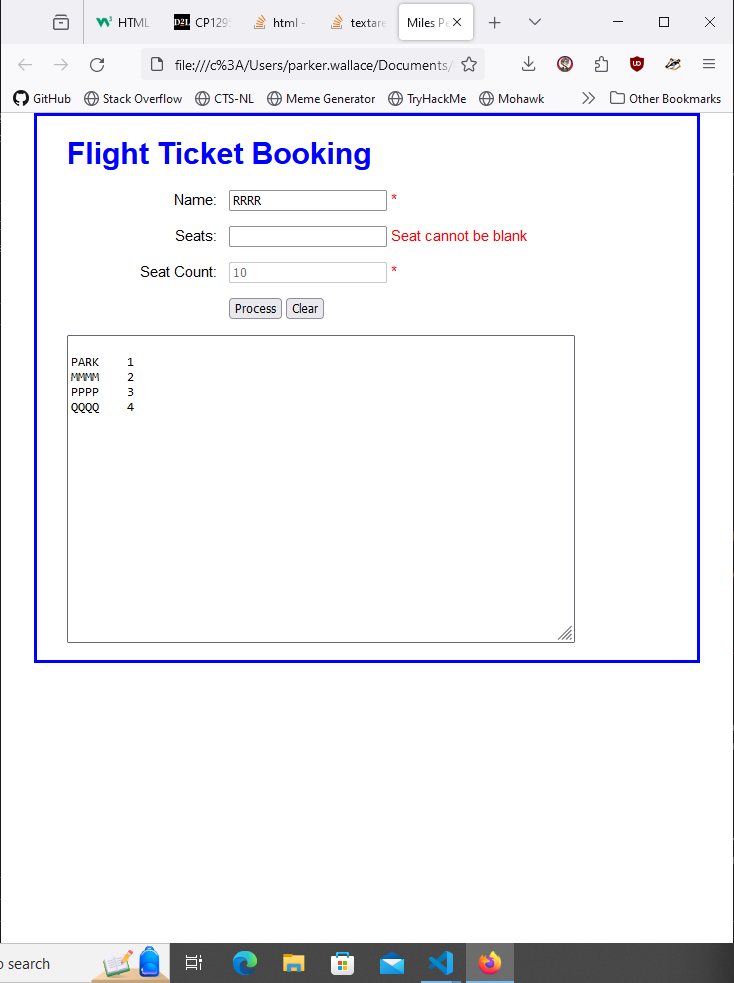 HTML
CP129
html -
textare
Miles Pe
file:///c%3A/Users/parker.wallace/Documents/
GitHub
Stack Overflow
CTS-NL
Meme Generator
TryHackMe
Mohawk
Other Bookmarks
Flight Ticket Booking
Name: RRRR *
Seats: Seat cannot be blank
Seat Count: 10 *
Process Clear
PARK 1
MMMM 2
PPPP 3
QQQQ 4
o search